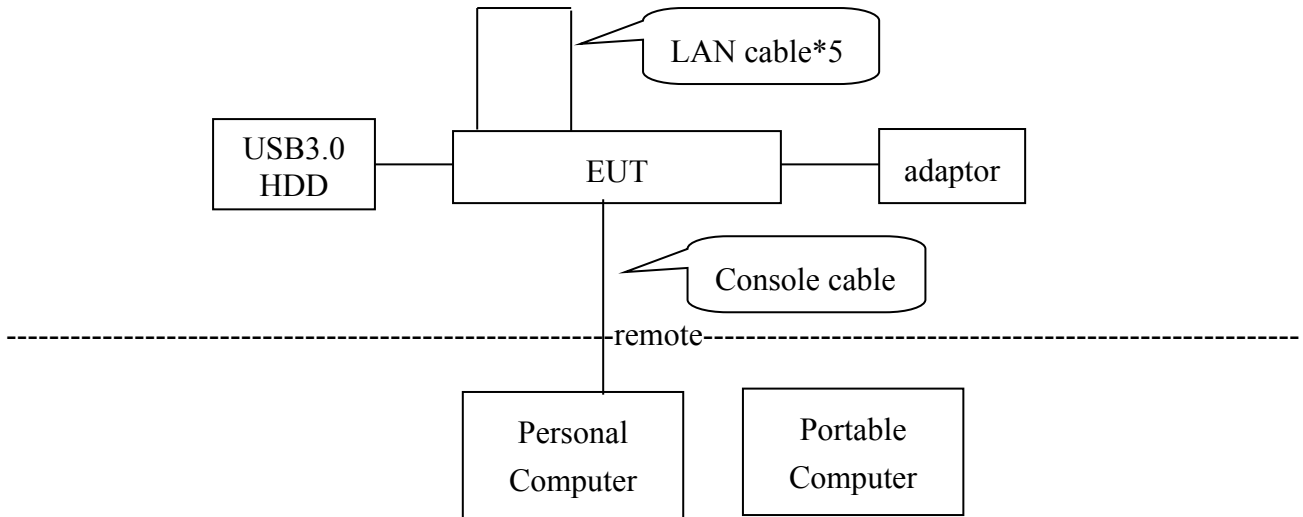 LAN cable*5
USB3.0
HDD
EUT
adaptor
Console cable
remote
Personal
Computer
Portable
Computer